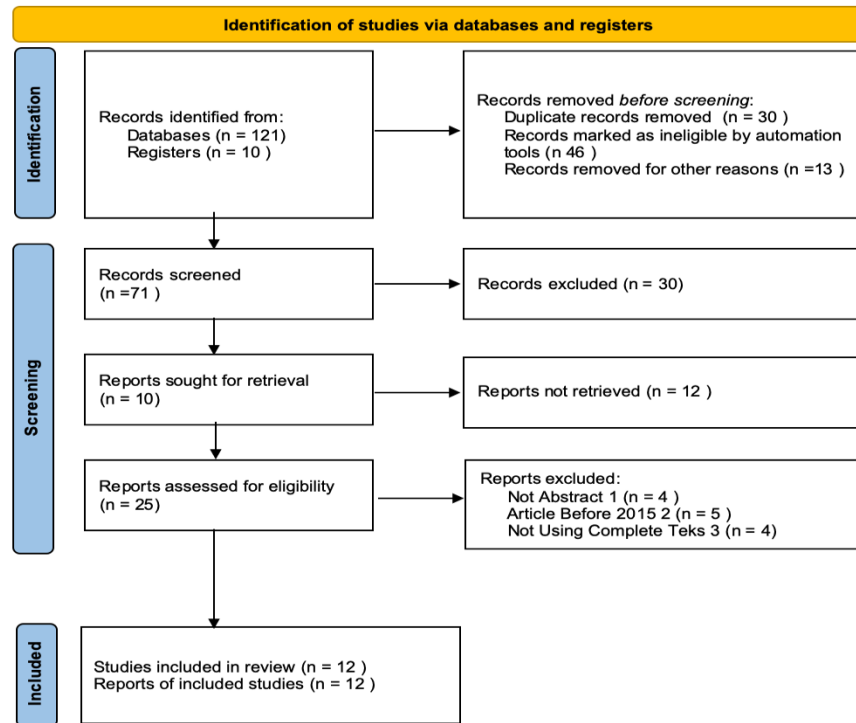 Identification of studies via databases and registers
Identification
Records identified from:
Databases (n = 121)
Registers (n = 10 )
Records removed before screening:
Duplicate records removed (n = 30 )
Records marked as ineligible by automation
tools (n 46 )
Records removed for other reasons (n =13 )
Screening
Records screened
(n =71 )
Records excluded (n = 30)
Reports sought for retrieval
(n = 10)
Reports not retrieved (n = 12 )
Reports assessed for eligibility
(n = 25)
Reports excluded:
Not Abstract 1 (n = 4 )
Article Before 2015 2 (n = 5 )
Not Using Complete Teks 3 (n = 4)
Included
Studies included in review (n = 12 )
Reports of included studies (n = 12 )